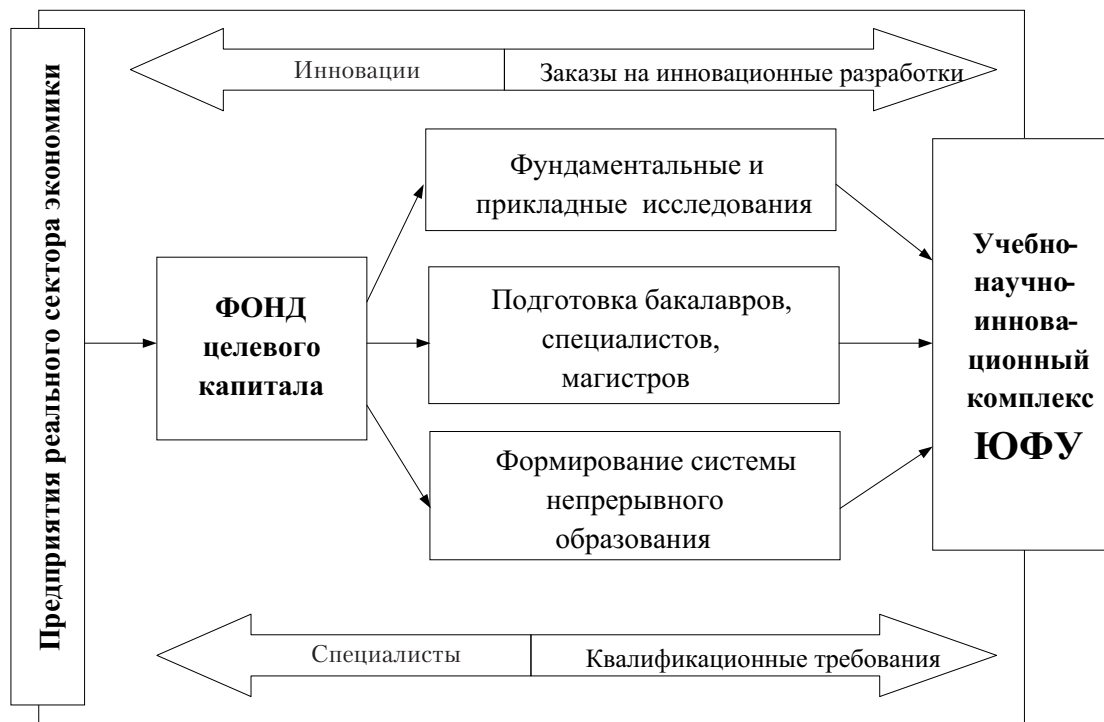 Предприятия реального сектора экономики
Инновации
Заказы на инновационные разработки
Фундаментальные и
прикладные исследования
ФОНД
целевого
капитала
Подготовка бакалавров,
специалистов,
магистров
Формирование системы
непрерывного
образования
Учебно-
научно-
иннова-
ционный
комплекс
ЮФУ
Специалисты
Квалификационные требования